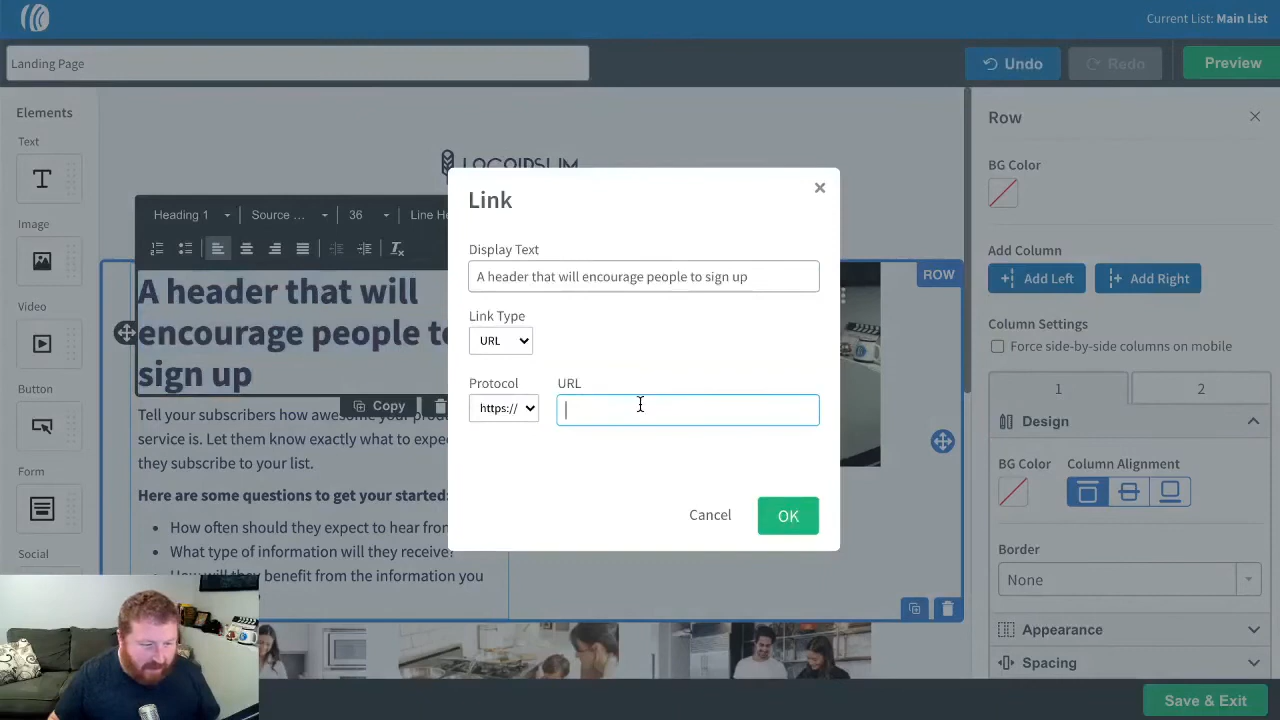 Current List: Main List
Landing Page
Undo
Redo
Preview
Elements
Text
Image
Video
Button
Form
Social
LOGOIPSUM
Heading 1
Source ...
36
A header that will
encourage people to
sign up
Copy
Tell your subscribers how awesome your
service is. Let them know exactly what to
they subscribe to your list.
Here are some questions to get your started:
How often should they expect to hear from
What type of information will they receive?
How will they benefit from the information you
ROW
Link
Display Text
A header that will encourage people to sign up
Link Type
URL
Protocol
URL
https://
Cancel
OK
Row
BG Color
Add Column
Add Left
Add Right
Column Settings
Force side-by-side columns on mobile
1
2
Design
BG Color
Column Alignment
Border
None
Appearance
Spacing
Save & Exit